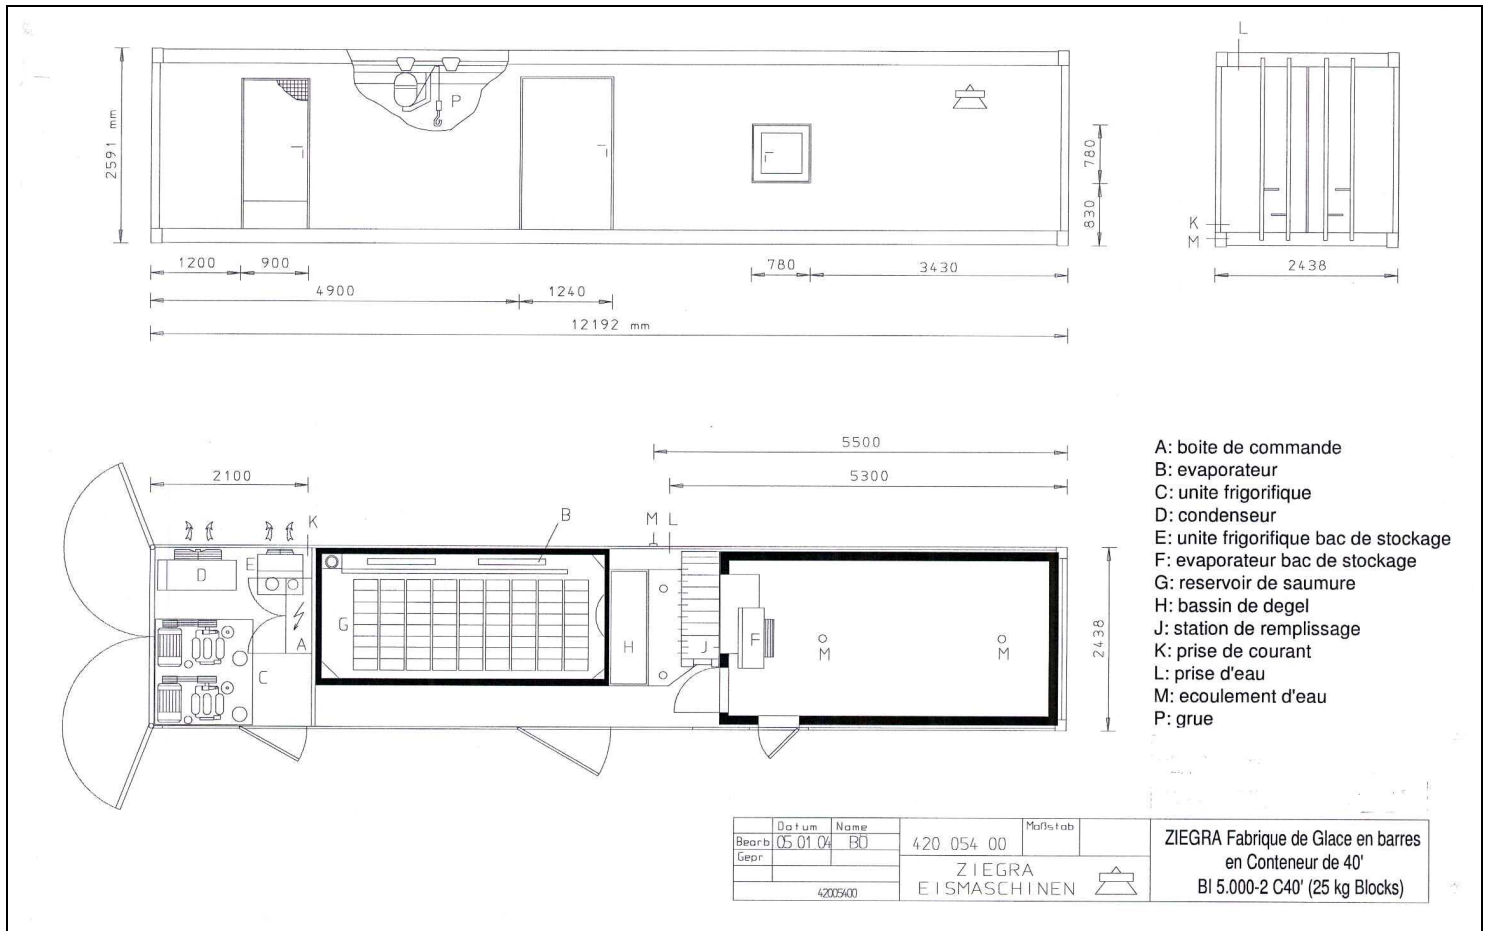 L
P
2591 mm
780
830
K
M
1200
900
780
3430
2438
4900
1240
12192 mm
5500
5300
2100
K
B
M
L
D
E
G
A
C
H
J
F
M
M
2438
A: boite de commande
B: evaporateur
C: unite frigorifique
D: condenseur
E: unite frigorifique bac de stockage
F: evaporateur bac de stockage
G: reservoir de saumure
H: bassin de degel
J: station de remplissage
K: prise de courant
L: prise d'eau
M: ecoulement d'eau
P: grue
Datum Name
Bearb 05.01.04 BÖ
Gepr
42005400
420 054 00
Maßstab
ZIEGRA
EISMASCHINEN
ZIEGRA Fabrique de Glace en barres
en Conteneur de 40'
BI 5.000-2 C40' (25 kg Blocks)